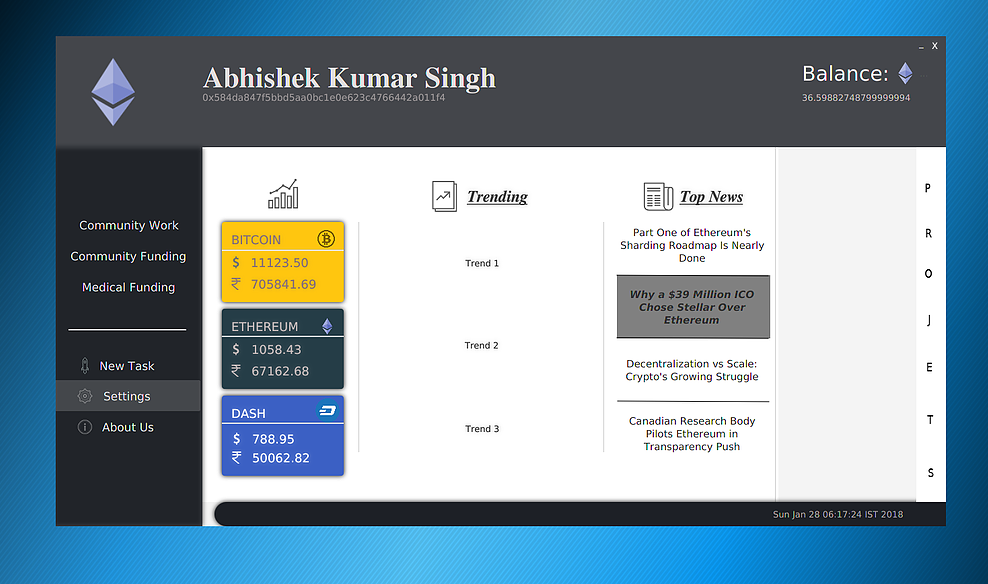 _ X
Abhishek Kumar Singh
0x584da847f5bbd5aa0bc1e0e623c4766442a011f4
Balance:
36.59882748799999994
Community Work
Community Funding
Medical Funding
New Task
Settings
About Us
BITCOIN
$ 11123.50
₹ 705841.69
ETHEREUM
$ 1058.43
₹ 67162.68
DASH
$ 788.95
₹ 50062.82
Trending
Trend 1
Trend 2
Trend 3
Top News
Part One of Ethereum's
Sharding Roadmap Is Nearly
Done
Why a $39 Million ICO
Chose Stellar Over
Ethereum
Decentralization vs Scale:
Crypto's Growing Struggle
Canadian Research Body
Pilots Ethereum in
Transparency Push
P
R
O
J
E
T
S
Sun Jan 28 06:17:24 IST 2018